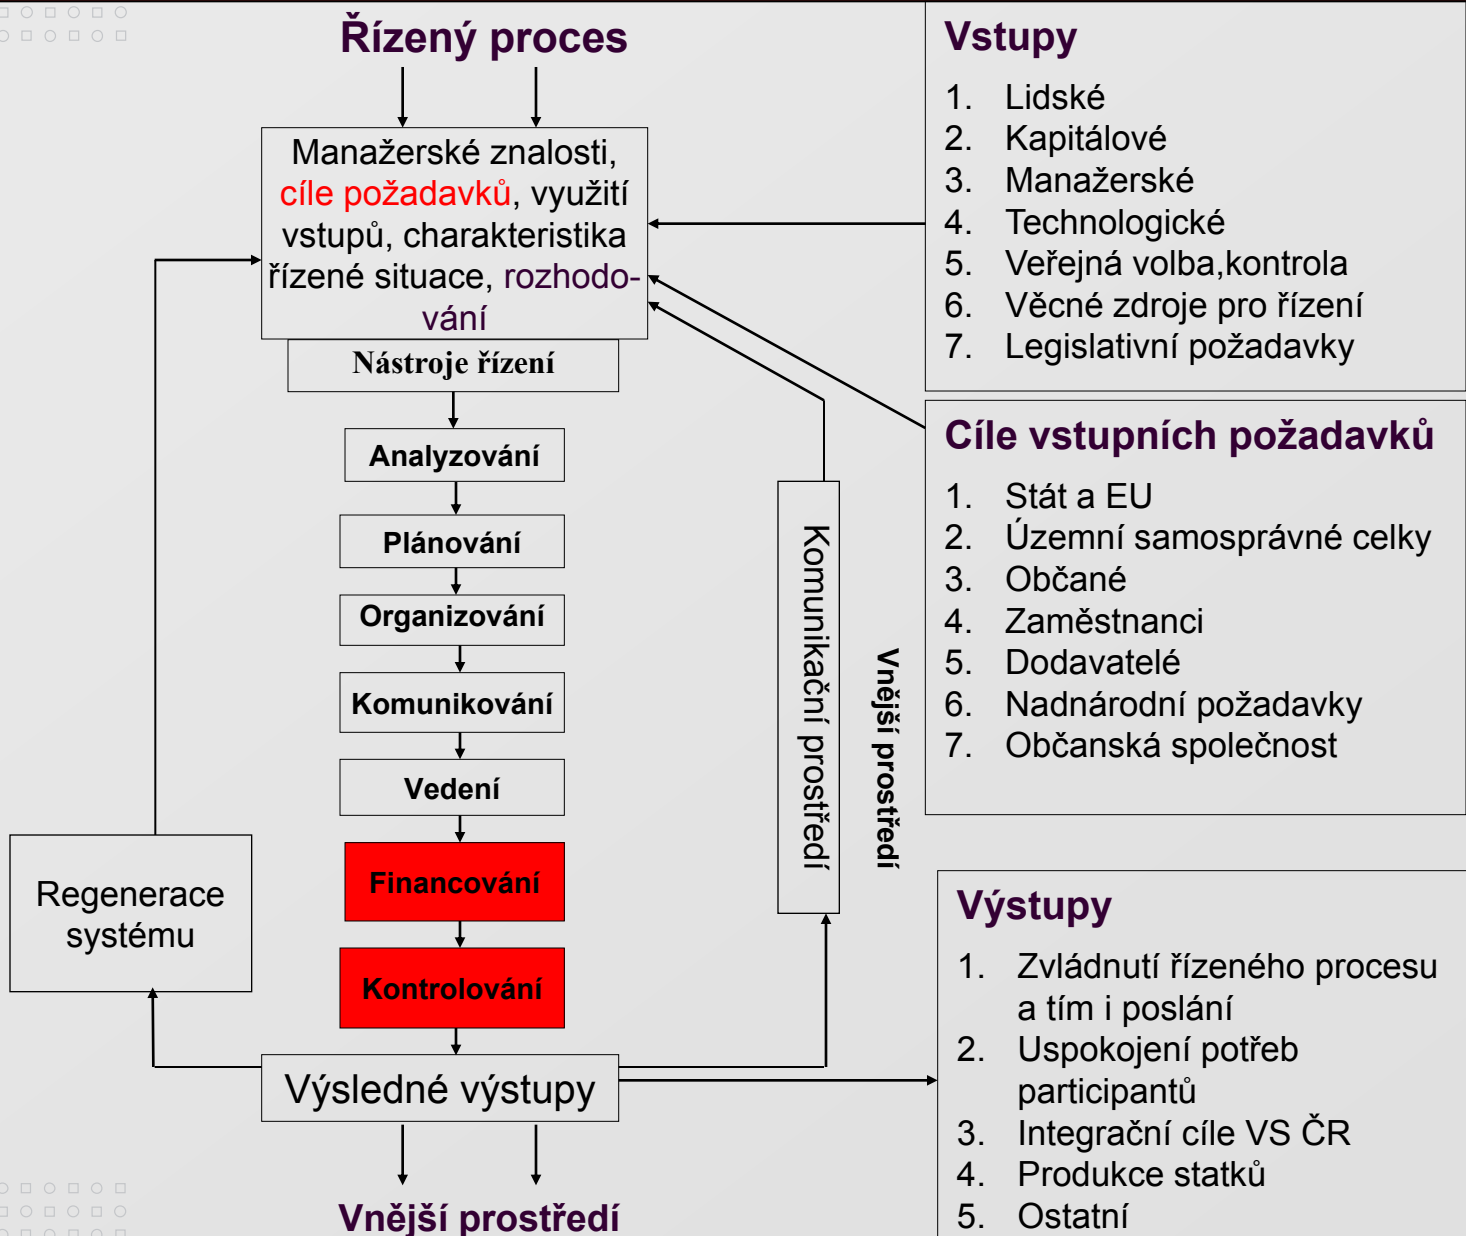 Řízený proces
Manažerské znalosti,
cíle požadavků, využití
vstupů, charakteristika
řízené situace, rozhodo-
vání
Nástroje řízení
Analyzování
Plánování
Organizování
Komunikování
Vedení
Financování
Kontrolování
Výsledné výstupy
Vnější prostředí
Regenerace
systému
Komunikační prostředí
Vnější prostředí
Vstupy
1. Lidské
2. Kapitálové
3. Manažerské
4. Technologické
5. Veřejná volba,kontrola
6. Věcné zdroje pro řízení
7. Legislativní požadavky
Cíle vstupních požadavků
1. Stát a EU
2. Územní samosprávné celky
3. Občané
4. Zaměstnanci
5. Dodavatelé
6. Nadnárodní požadavky
7. Občanská společnost
Výstupy
1. Zvládnutí řízeného procesu
a tím i poslání
2. Uspokojení potřeb
participantů
3. Integrační cíle VS ČR
4. Produkce statků
5. Ostatní